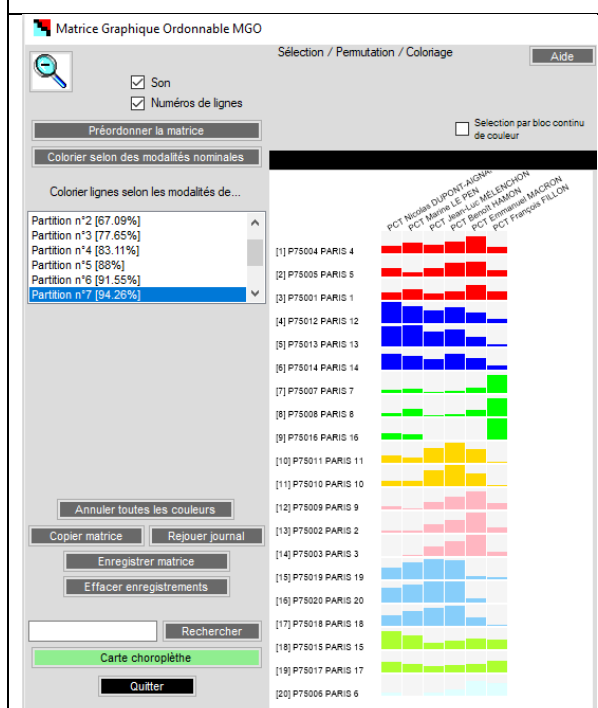 Matrice Graphique Ordonnable MGO
Sélection / Permutation / Coloriage
Aide
Son
Numéros de lignes
Préordonner la matrice
Selection par bloc continu
de couleur
Colorier selon des modalités nominales
Colorier lignes selon les modalités de...
Partition n°2 [67.09%]
Partition n°3 [77.65%]
Partition n°4 [83.11%]
Partition n°5 [88%]
Partition n°6 [91.55%]
Partition n°7 [94.26%]
PCT Nicolas DUPONT-AIGNA
PCT Marine LE PEN
PCT Jean-Luc MÉLENCHON
PCT Benoît HAMON
PCT Emmanuel MACRON
PCT François FILLON
[1] P75004 PARIS 4
[2] P75005 PARIS 5
[3] P75001 PARIS 1
[4] P75012 PARIS 12
[5] P75013 PARIS 13
[6] P75014 PARIS 14
[7] P75007 PARIS 7
[8] P75008 PARIS 8
[9] P75016 PARIS 16
[10] P75011 PARIS 11
[11] P75010 PARIS 10
[12] P75009 PARIS 9
[13] P75002 PARIS 2
[14] P75003 PARIS 3
[15] P75019 PARIS 19
[16] P75020 PARIS 20
[17] P75018 PARIS 18
[18] P75015 PARIS 15
[19] P75017 PARIS 17
[20] P75006 PARIS 6
Annuler toutes les couleurs
Copier matrice
Rejouer journal
Enregistrer matrice
Effacer enregistrements
Rechercher
Carte choroplèthe
Quitter